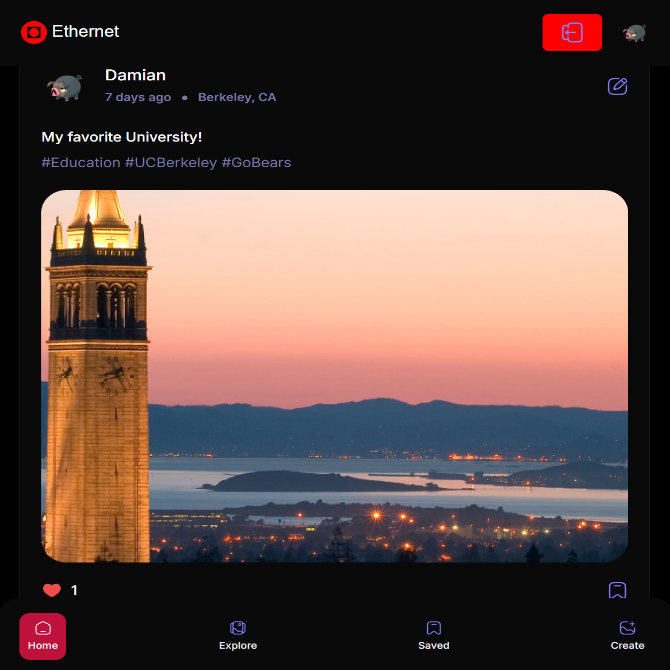 Ethernet
Damian
7 days ago • Berkeley, CA
My favorite University!
#Education #UCBerkeley #GoBears
1
Home
Explore
Saved
Create